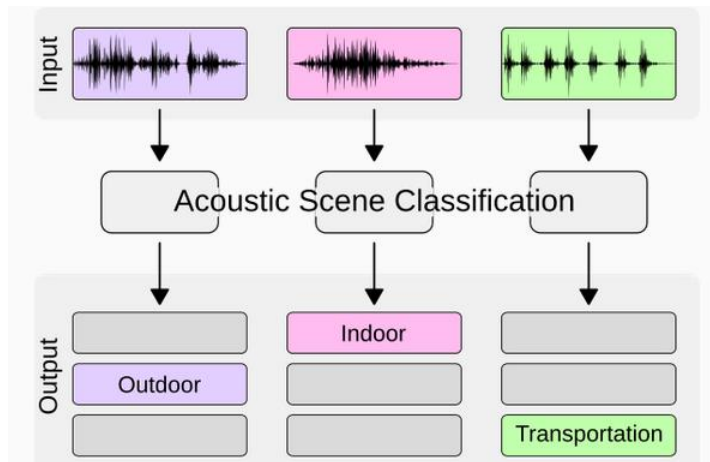 Input
Acoustic Scene Classification
Output
Indoor
Outdoor
Transportation